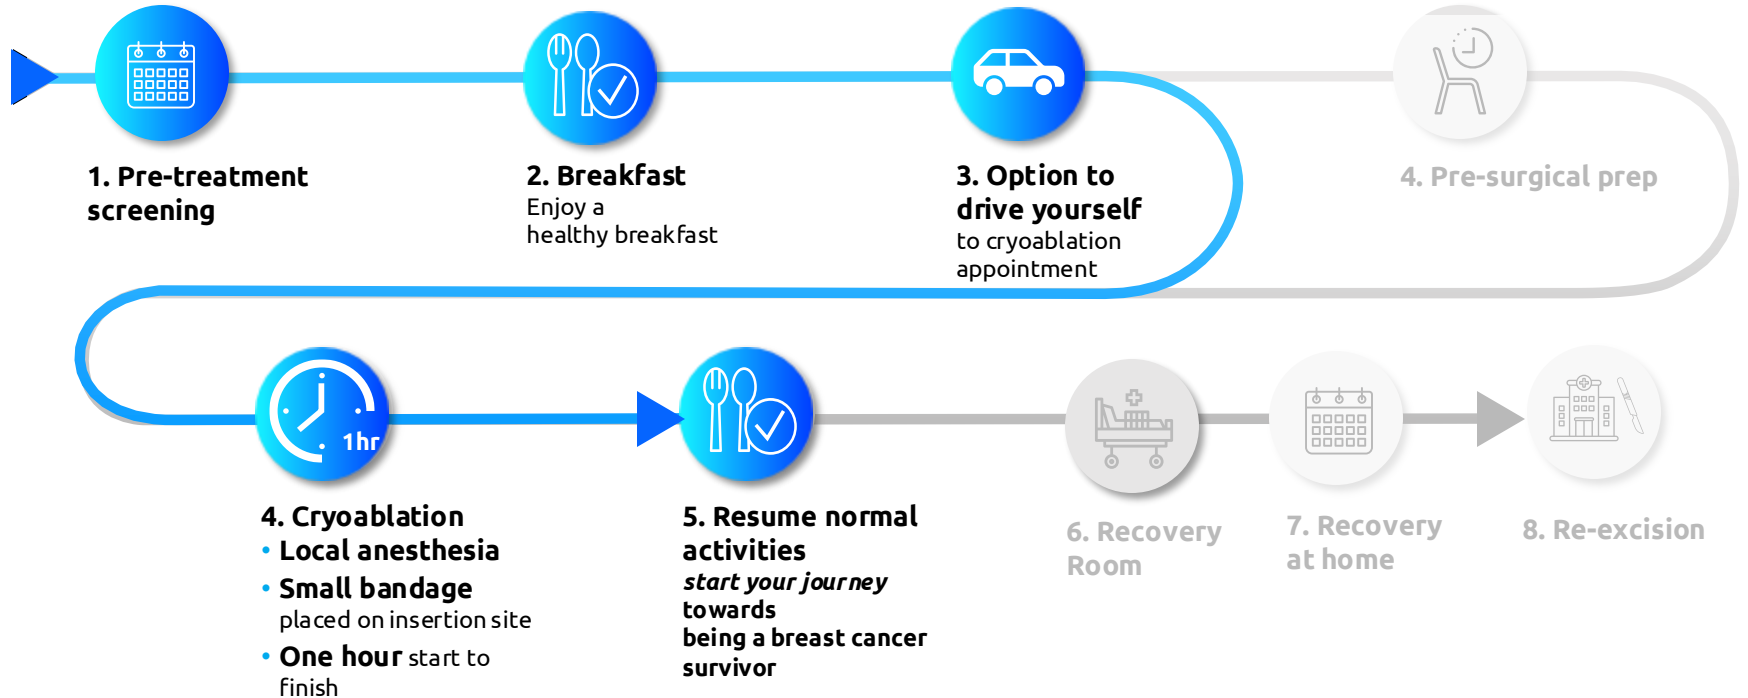 1. Pre-treatment
screening
2. Breakfast
Enjoy a
healthy breakfast
3. Option to
drive yourself
to cryoablation
appointment
4. Pre-surgical prep
1hr
4. Cryoablation
• Local anesthesia
• Small bandage
placed on insertion site
• One hour start to
finish
5. Resume normal
activities
start your journey
towards
being a breast cancer
survivor
6. Recovery
Room
7. Recovery
at home
8. Re-excision